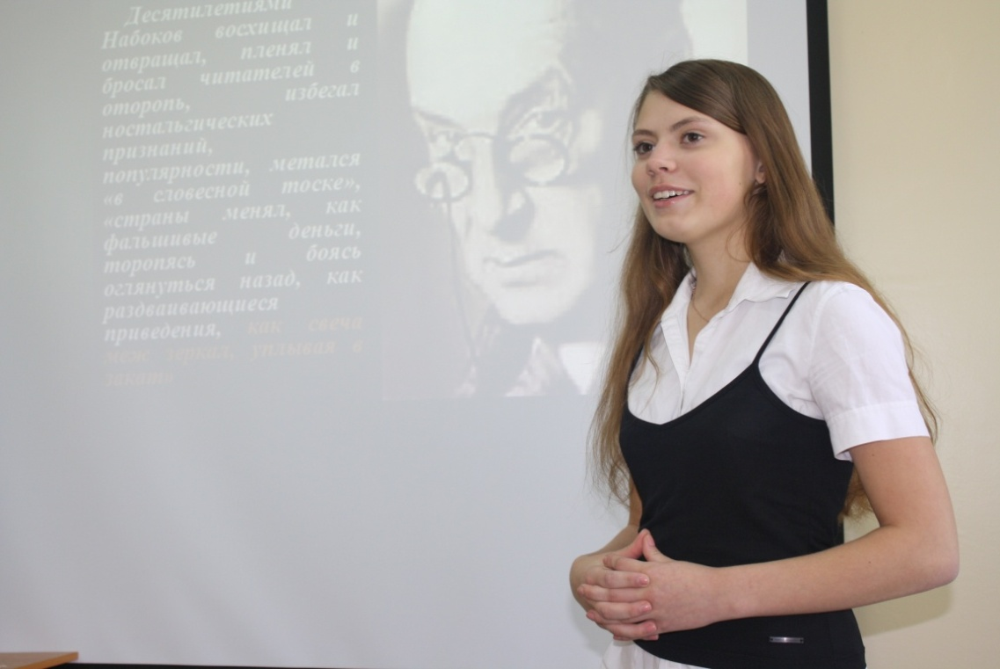 Десятилетиями
Набоков восхищал и
отвращал, пленял и
бросал читателей в
оторопь, избегал
ностальгических
признаний,
популярности, метался
«в словесной тоске»,
«страны менял, как
фальшивые деньги,
торопясь и боясь
оглянуться назад, как
раздваивающиеся
приведения, как свеча
меж зеркал, уплывая в
закат»